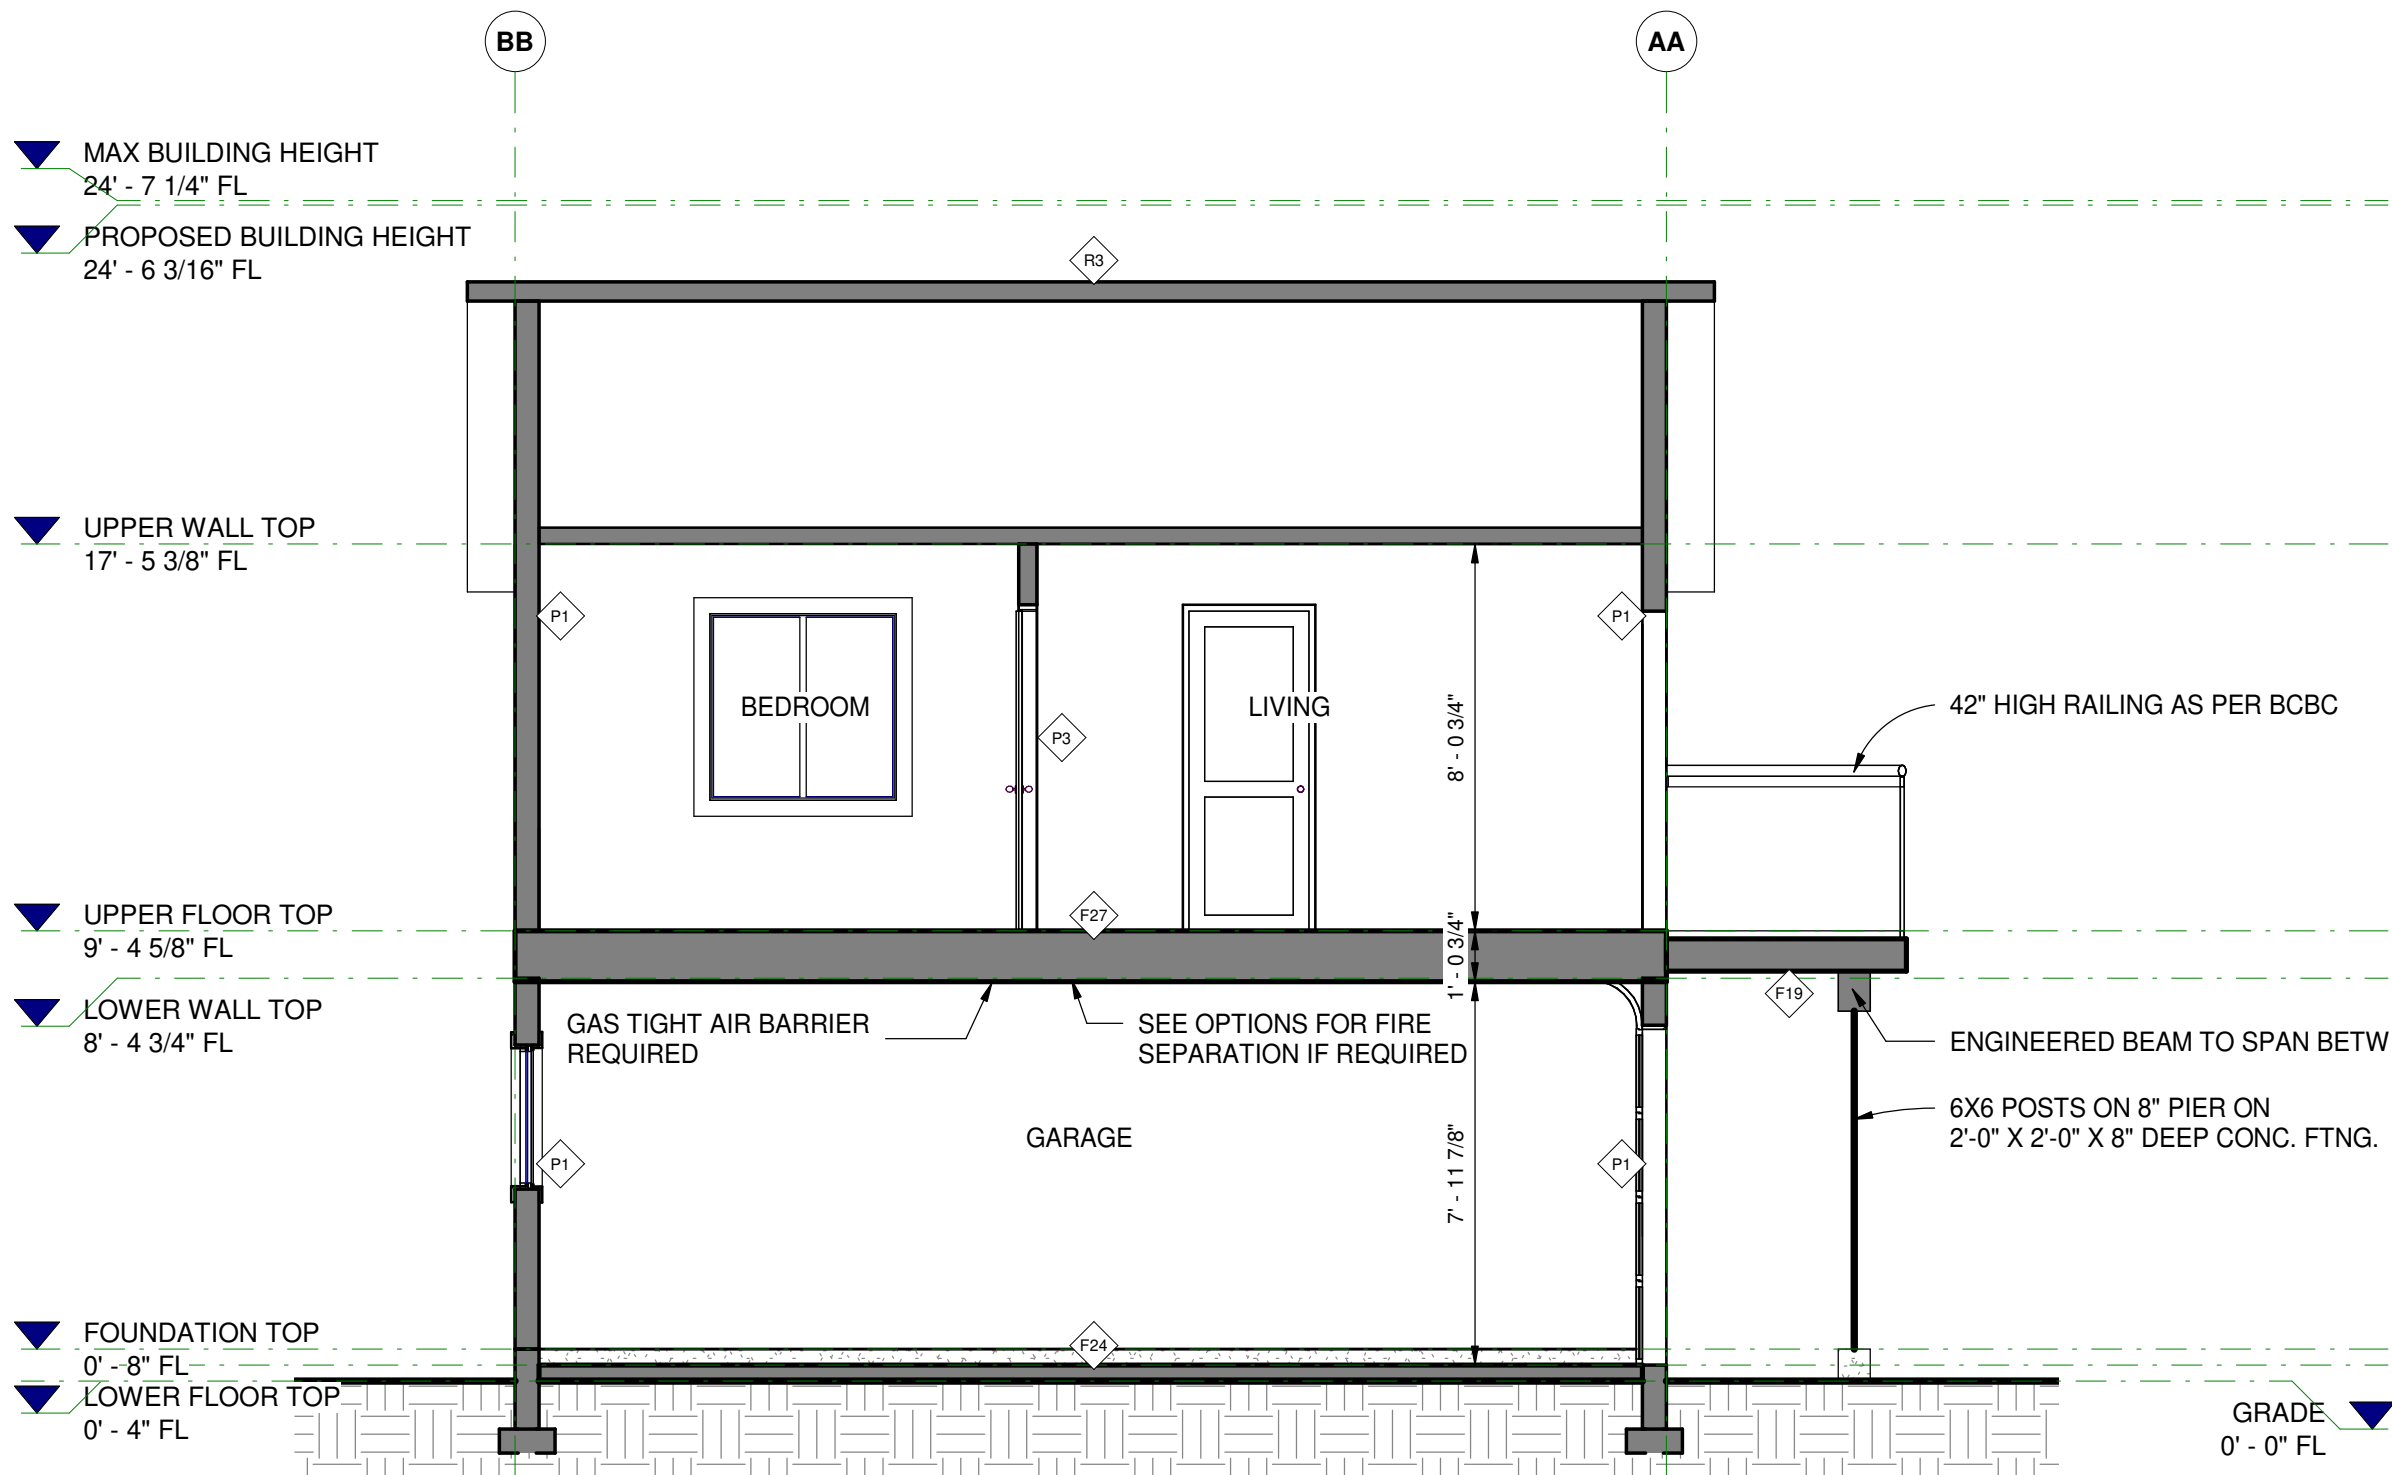 BB
AA
MAX BUILDING HEIGHT
24' - 7 1/4" FL
PROPOSED BUILDING HEIGHT
24' - 6 3/16" FL
R3
UPPER WALL TOP
17' - 5 3/8" FL
P1
P1
BEDROOM
LIVING
8' - 0 3/4"
42" HIGH RAILING AS PER BCBC
P3
UPPER FLOOR TOP
9' - 4 5/8" FL
F27
1' - 0 3/4"
LOWER WALL TOP
8' - 4 3/4" FL
GAS TIGHT AIR BARRIER
REQUIRED
SEE OPTIONS FOR FIRE
SEPARATION IF REQUIRED
F19
ENGINEERED BEAM TO SPAN BETW
6X6 POSTS ON 8" PIER ON
2'-0" X 2'-0" X 8" DEEP CONC. FTNG.
GARAGE
P1
P1
7' - 11 7/8"
FOUNDATION TOP
0' - 8" FL
F24
LOWER FLOOR TOP
0' - 4" FL
GRADE
0' - 0" FL